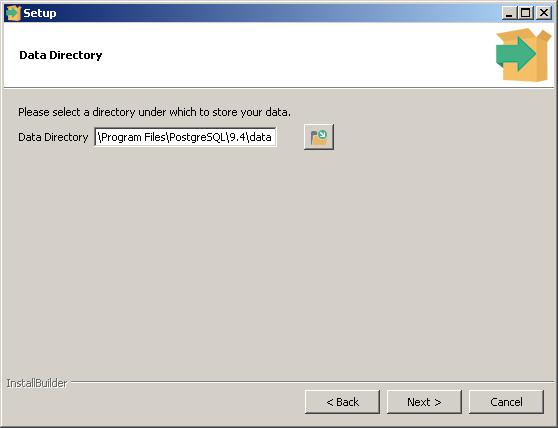 Setup
Data Directory
Please select a directory under which to store your data.
Data Directory \Program Files\PostgreSQL\9.4\data
InstallBuilder
< Back Next > Cancel